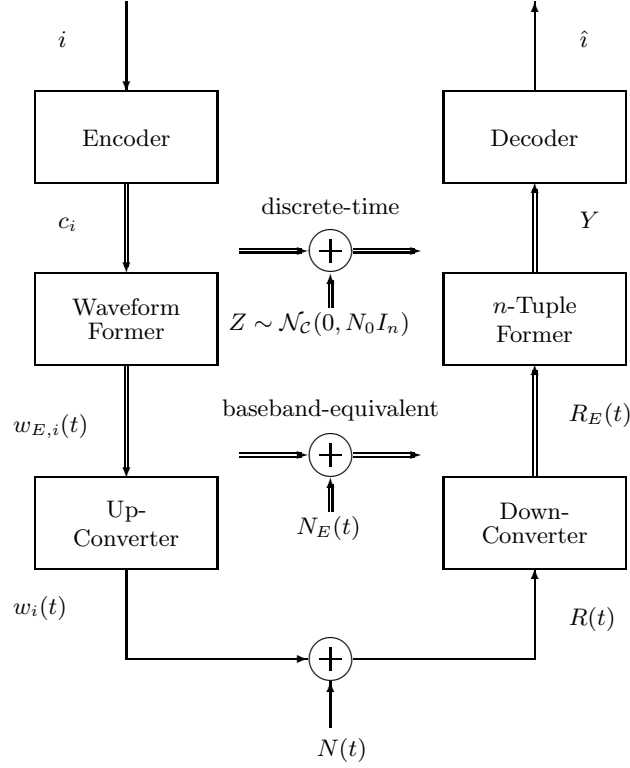 i
î
Encoder
Decoder
discrete-time
c_i
Y
Waveform
Former
n-Tuple
Former
Z ∼ 𝒩_𝒞(0, N_0 I_n)
baseband-equivalent
w_{E,i}(t)
R_E(t)
Up-
Converter
Down-
Converter
N_E(t)
w_i(t)
R(t)
N(t)